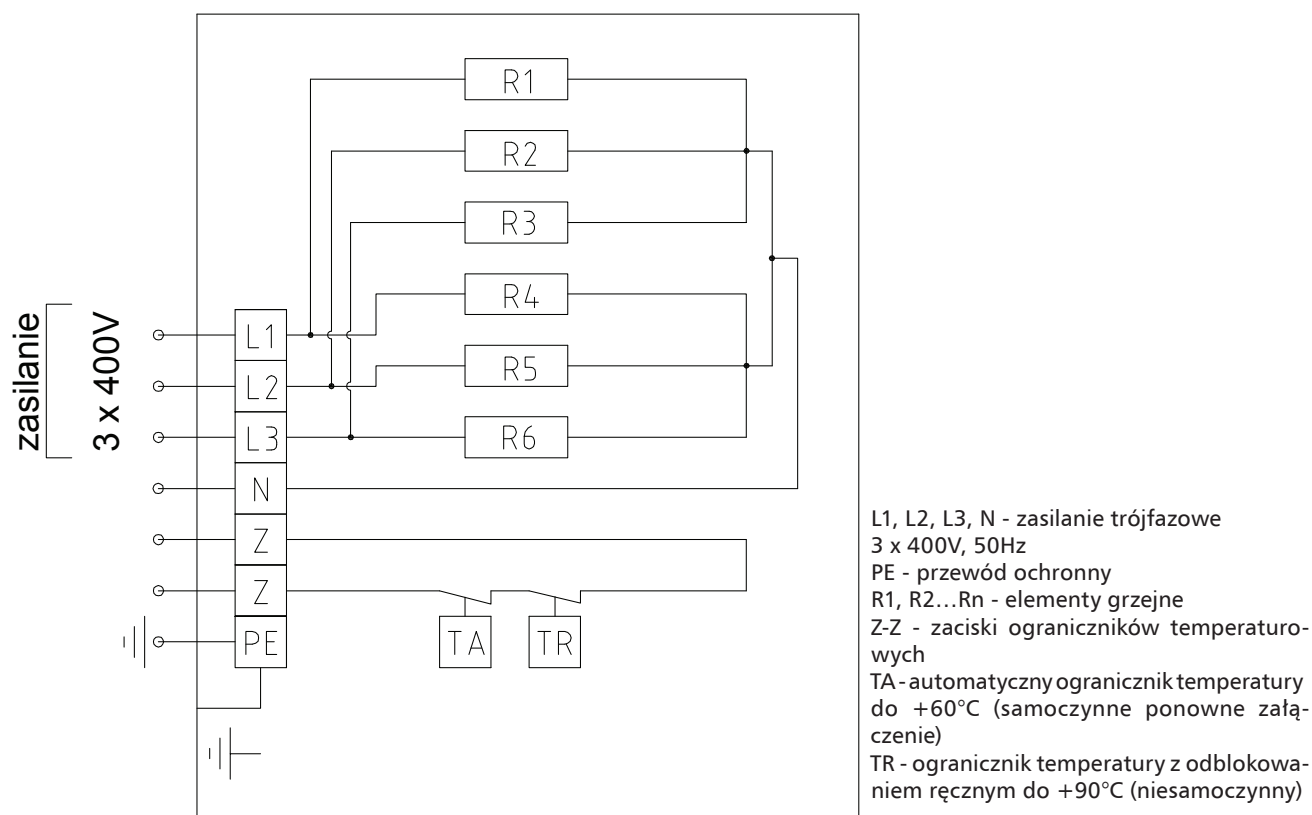 R1
R2
R3
R4
R5
R6
zasilanie
3 x 400V
L1
L2
L3
N
Z
Z
PE
TA
TR
L1, L2, L3, N - zasilanie trójfazowe
3 x 400V, 50Hz
PE - przewód ochronny
R1, R2…Rn - elementy grzejne
Z-Z - zaciski ograniczników temperaturo-
wych
TA - automatyczny ogranicznik temperatury
do +60°C (samoczynne ponowne załą-
czenie)
TR - ogranicznik temperatury z odblokowa-
niem ręcznym do +90°C (niesamoczynny)